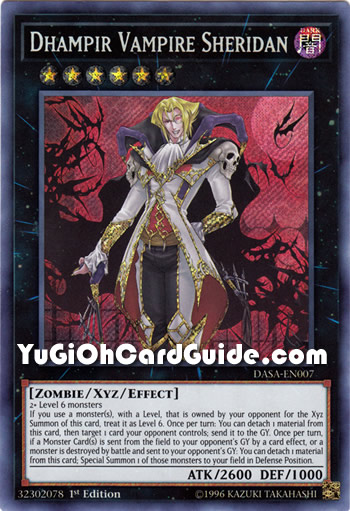 DHAMPIR VAMPIRE SHERIDAN
DARK
闇
YuGiOhCardGuide.com
DASA-EN007
[ZOMBIE/XYZ/EFFECT]
2+ Level 6 monsters
If you use a monster(s), with a Level, that is owned by your opponent for the Xyz
Summon of this card, treat it as Level 6. Once per turn: You can detach 1 material
from this card, then target 1 card your opponent controls; send it to the GY. Once per turn,
if a Monster Card(s) is sent from the field to your opponent's GY by a card effect, or a
monster is destroyed by battle and sent to your opponent's GY: You can detach 1 material
from this card; Special Summon 1 of those monsters to your field in Defense Position.
ATK/2600 DEF/1000
32302078 1st Edition ©1996 KAZUKI TAKAHASHI